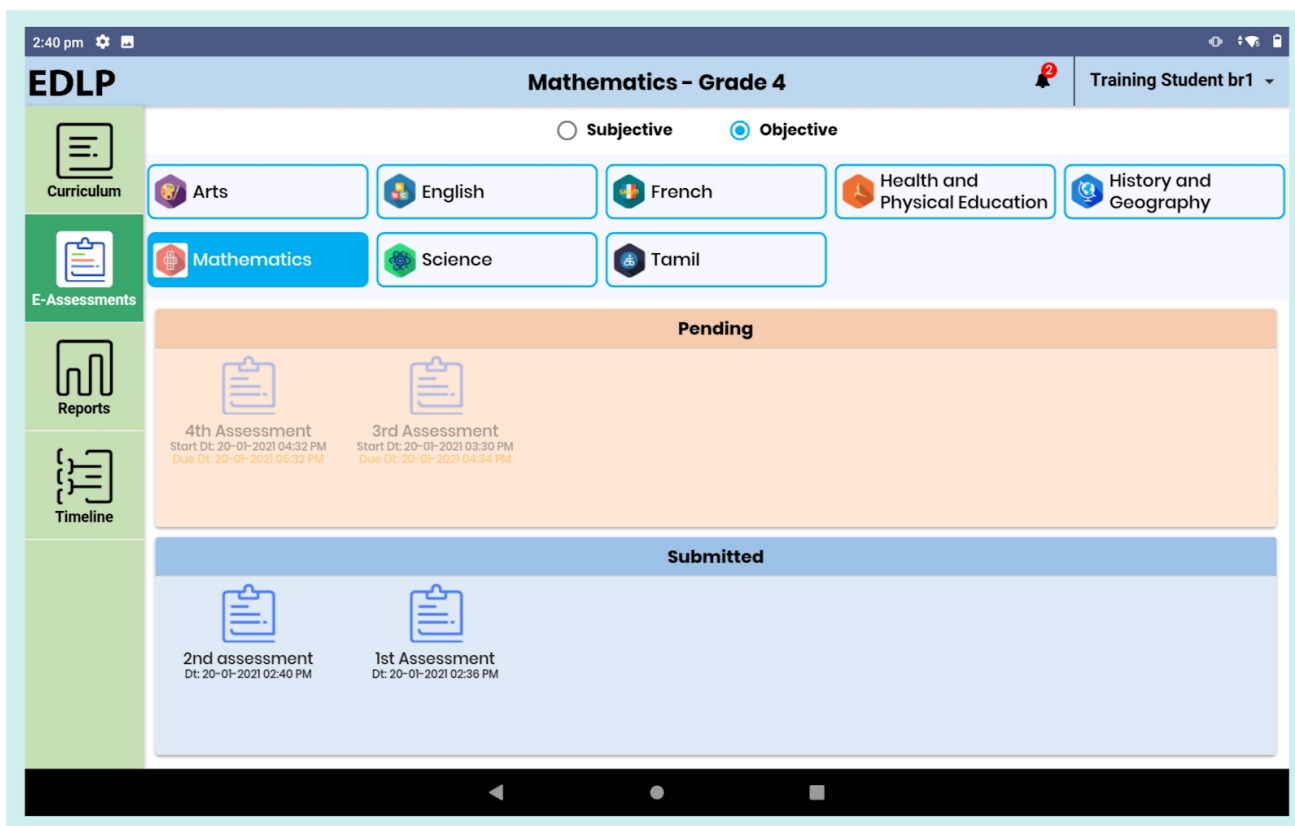 2:40 pm
EDLP
Mathematics - Grade 4
2
Training Student br1
Subjective
Objective
Curriculum
Arts
English
French
Health and
Physical Education
History and
Geography
Mathematics
Science
Tamil
E-Assessments
Pending
4th Assessment
Start Dt: 20-01-2021 04:32 PM
Due Dt: 20-01-2021 05:32 PM
3rd Assessment
Start Dt: 20-01-2021 03:30 PM
Due Dt: 20-01-2021 04:34 PM
Reports
Timeline
Submitted
2nd assessment
Dt: 20-01-2021 02:40 PM
1st Assessment
Dt: 20-01-2021 02:36 PM